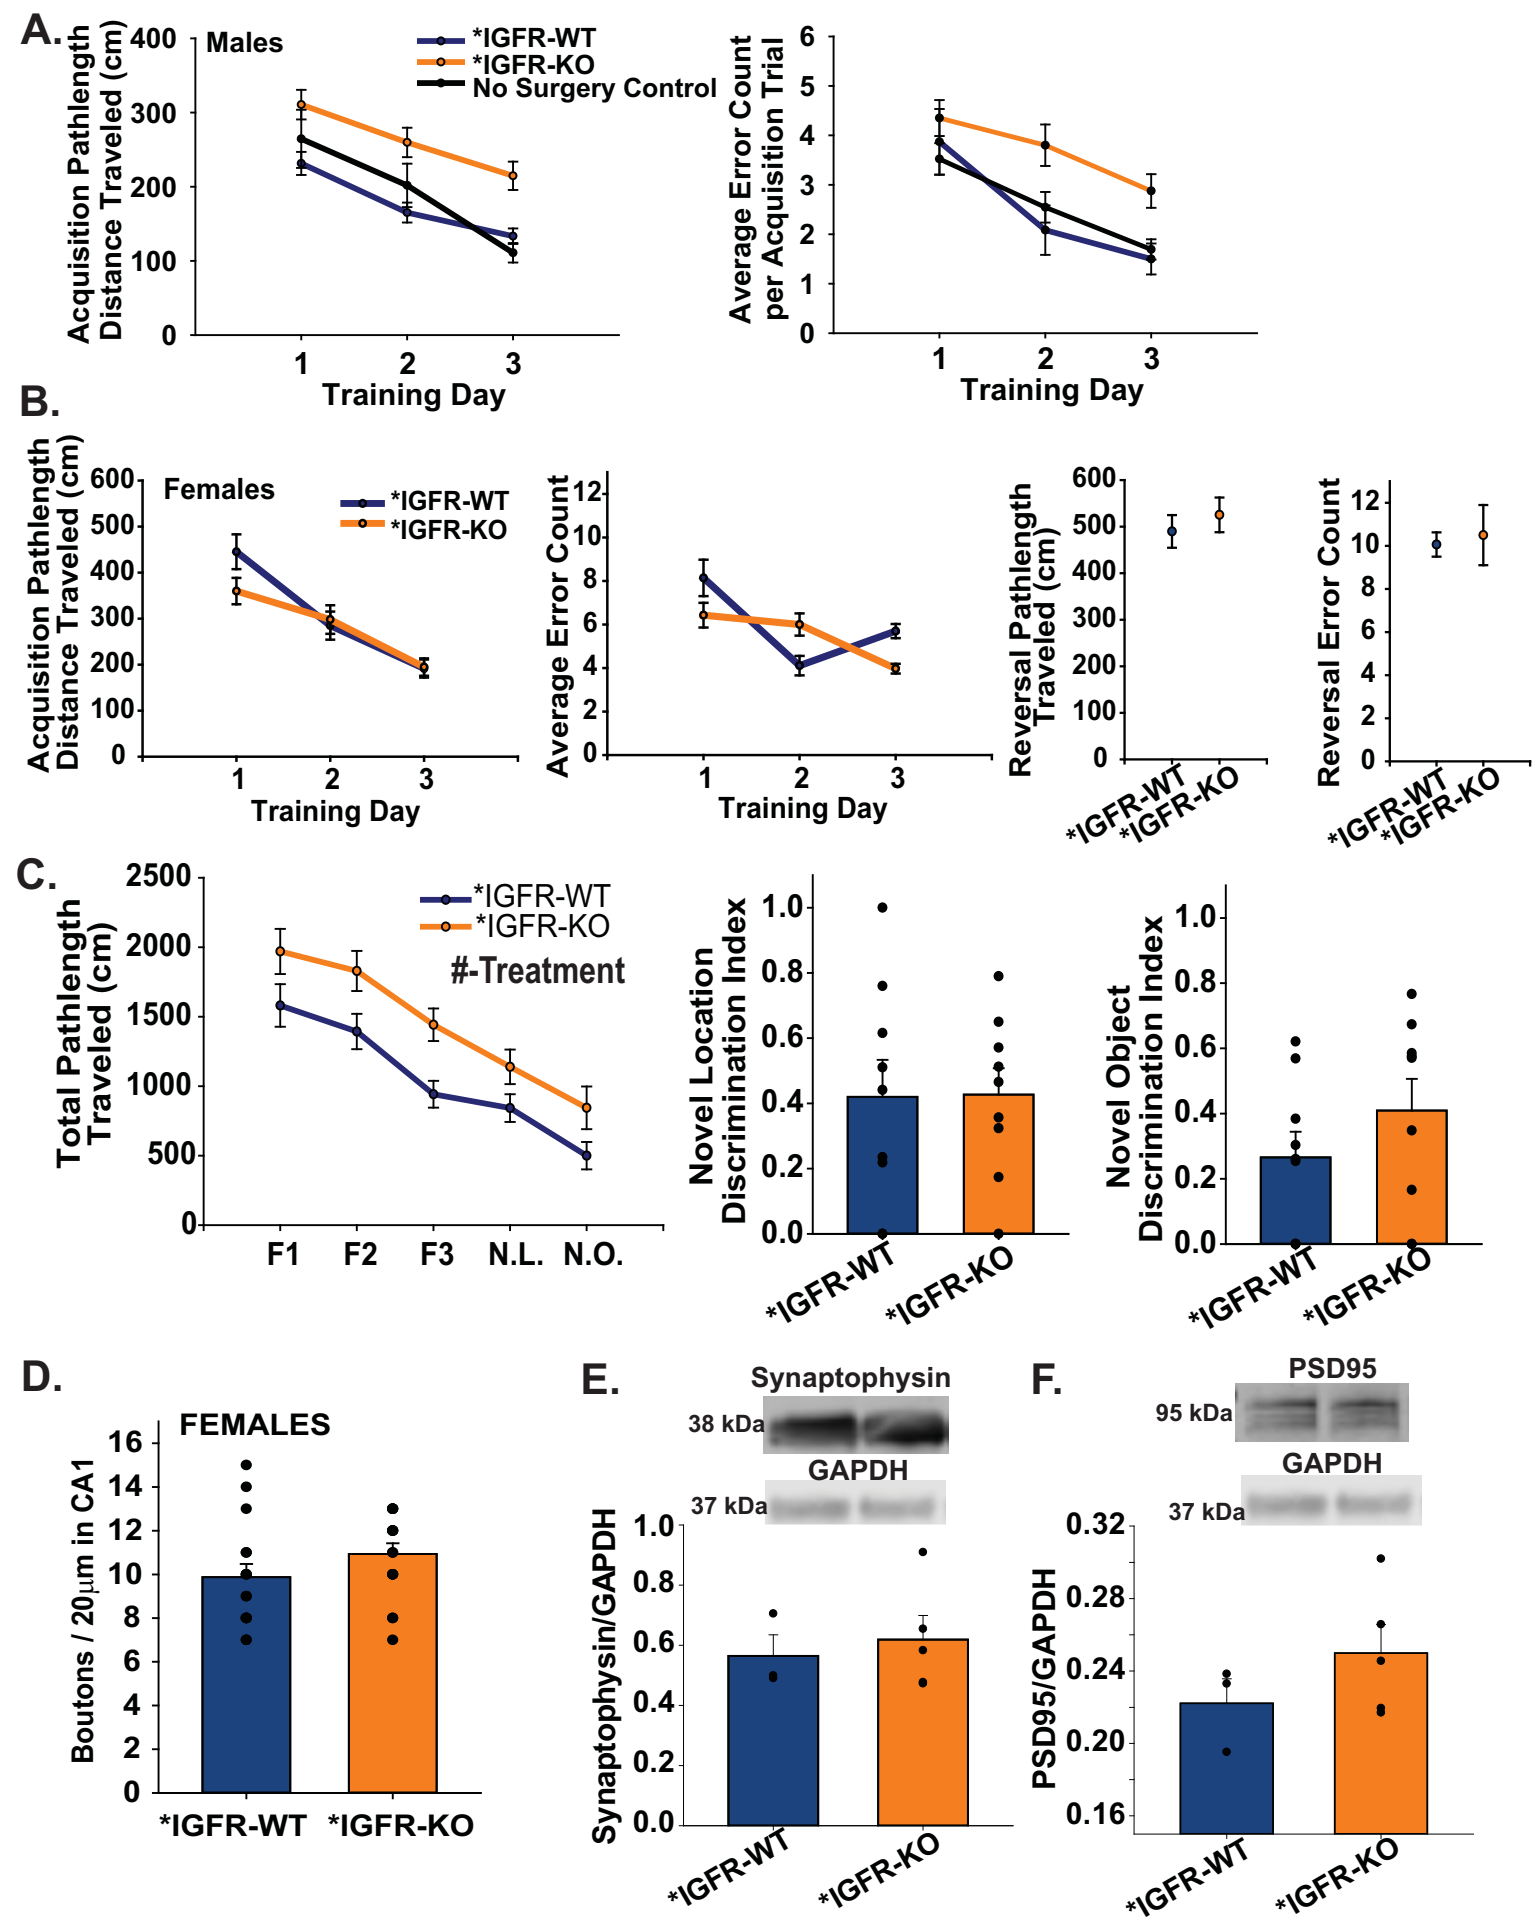 A.
Acquisition Pathlength
Distance Traveled (cm)
400
300
200
100
0
Males
*IGFR-WT
*IGFR-KO
No Surgery Control
1 2 3
Training Day
Average Error Count
per Acquisition Trial
6
5
4
3
2
1
0
1 2 3
Training Day
B.
Acquisition Pathlength
Distance Traveled (cm)
600
500
400
300
200
100
0
Females
*IGFR-WT
*IGFR-KO
1 2 3
Training Day
Average Error Count
12
10
8
6
4
2
0
1 2 3
Training Day
Reversal Pathlength
Traveled (cm)
600
500
400
300
200
100
0
*IGFR-WT
*IGFR-KO
Reversal Error Count
12
10
8
6
4
2
0
*IGFR-WT
*IGFR-KO
C.
Total Pathlength
Traveled (cm)
2500
2000
1500
1000
500
0
*IGFR-WT
*IGFR-KO
#-Treatment
F1 F2 F3 N.L. N.O.
Novel Location
Discrimination Index
1.0
0.8
0.6
0.4
0.2
0.0
*IGFR-WT
*IGFR-KO
Novel Object
Discrimination Index
1.0
0.8
0.6
0.4
0.2
0.0
*IGFR-WT
*IGFR-KO
D.
FEMALES
Boutons / 20μm in CA1
16
14
12
10
8
6
4
2
0
*IGFR-WT *IGFR-KO
E.
Synaptophysin
38 kDa
GAPDH
37 kDa
Synaptophysin/GAPDH
1.0
0.8
0.6
0.4
0.2
0.0
*IGFR-WT
*IGFR-KO
F.
PSD95
95 kDa
GAPDH
37 kDa
PSD95/GAPDH
0.32
0.28
0.24
0.20
0.16
*IGFR-WT
*IGFR-KO